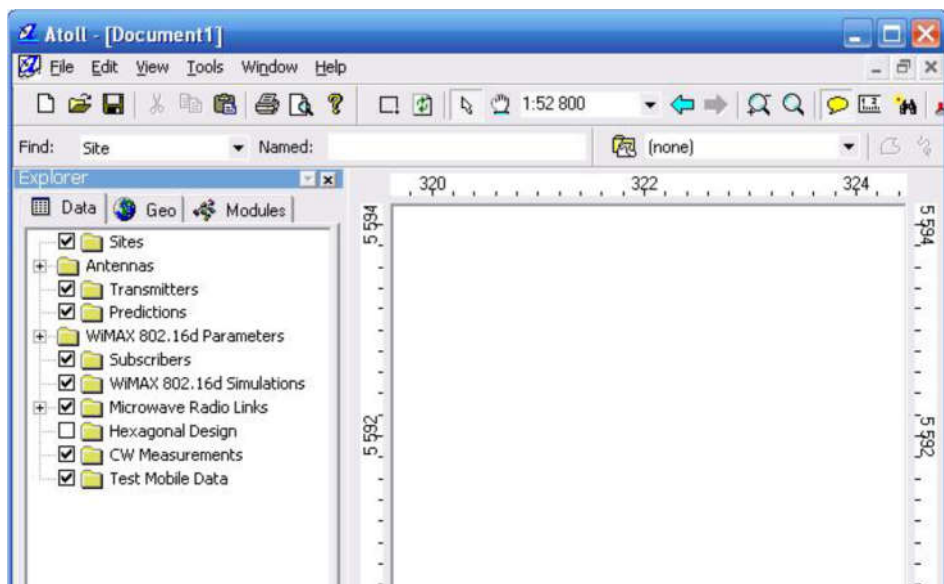 Atoll - [Document1]
File Edit View Tools Window Help
1:52 800
Find: Site Named: (none)
Explorer
Data Geo Modules
320 322 324
5 594 5 594
Sites
Antennas
Transmitters
Predictions
WiMAX 802.16d Parameters
Subscribers
WiMAX 802.16d Simulations
Microwave Radio Links
Hexagonal Design
5 592 5 592
CW Measurements
Test Mobile Data